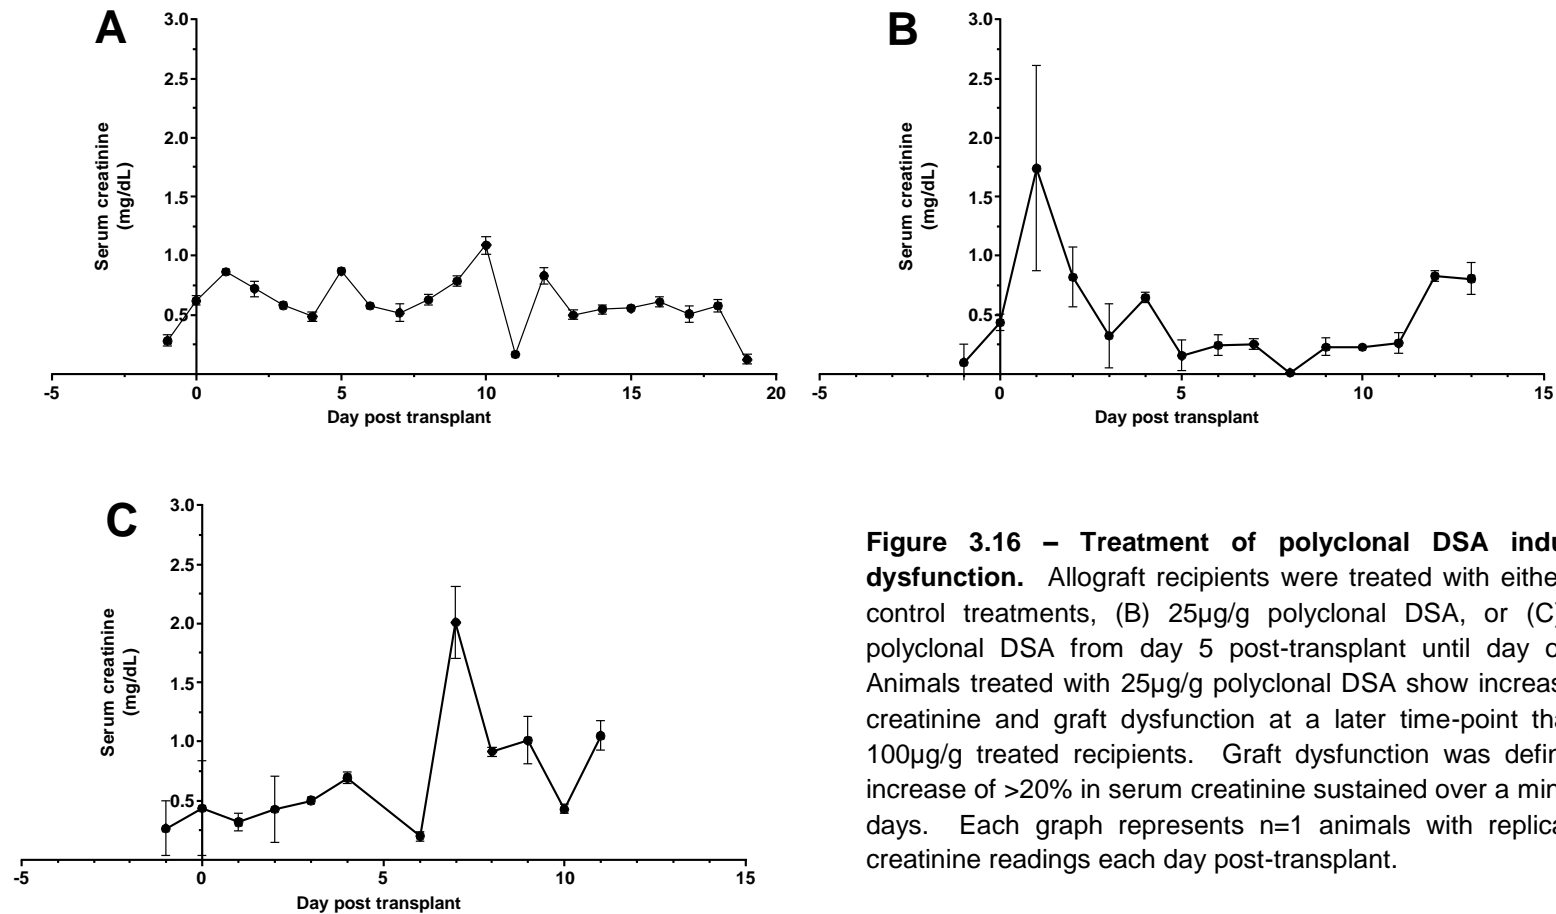 A
3.0
2.5
2.0
1.5
1.0
0.5
Serum creatinine
(mg/dL)
-5 0 5 10 15 20
Day post transplant
B
3.0
2.5
2.0
1.5
1.0
0.5
Serum creatinine
(mg/dL)
-5 0 5 10 15
Day post transplant
C
3.0
2.5
2.0
1.5
1.0
0.5
Serum creatinine
(mg/dL)
-5 0 5 10 15
Day post transplant
Figure 3.16 – Treatment of polyclonal DSA indu
dysfunction. Allograft recipients were treated with eithe
control treatments, (B) 25µg/g polyclonal DSA, or (C)
polyclonal DSA from day 5 post-transplant until day o
Animals treated with 25µg/g polyclonal DSA show increas
creatinine and graft dysfunction at a later time-point tha
100µg/g treated recipients. Graft dysfunction was defin
increase of >20% in serum creatinine sustained over a min
days. Each graph represents n=1 animals with replica
creatinine readings each day post-transplant.